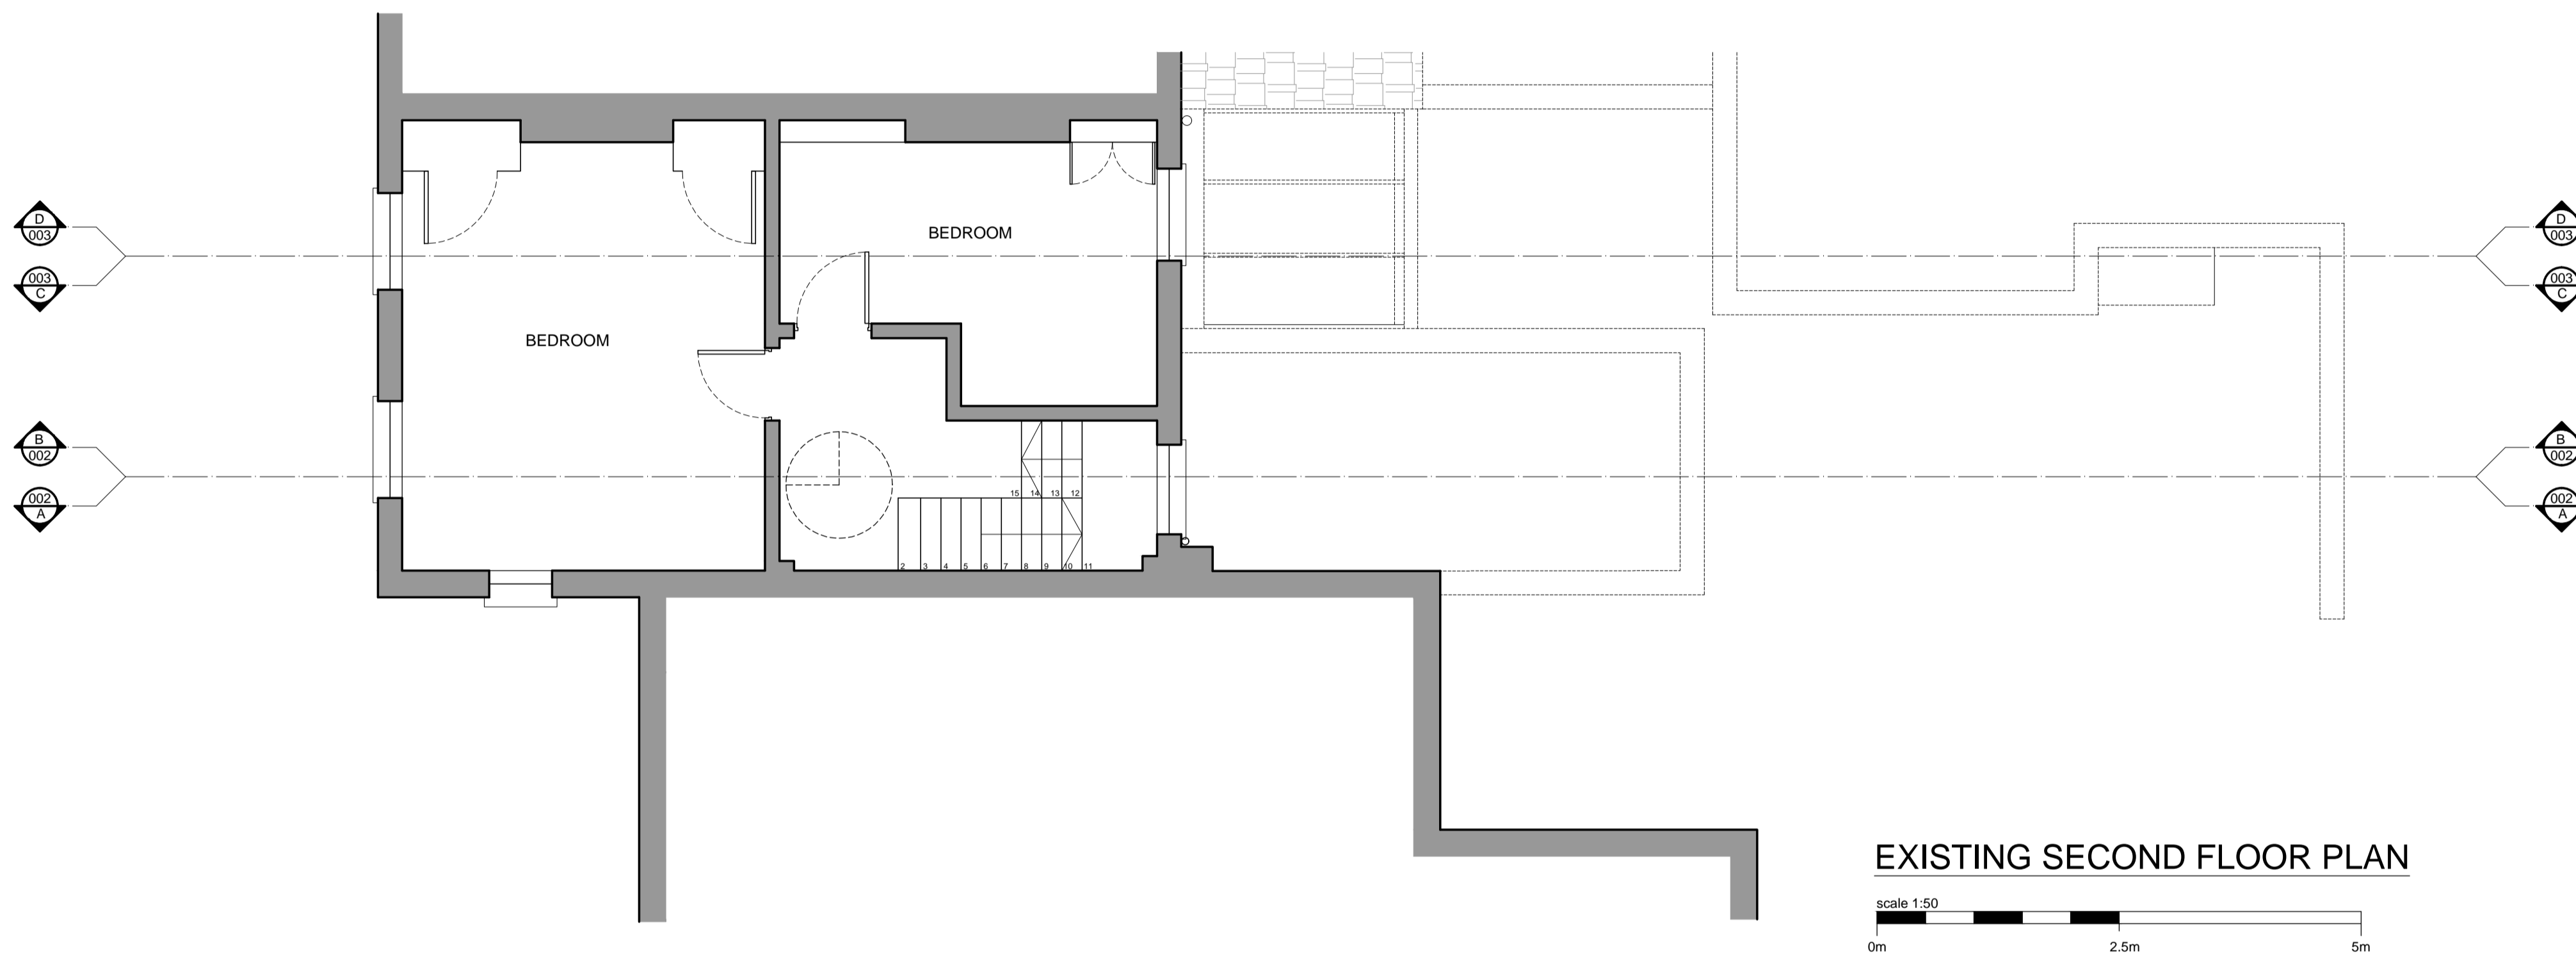 D
003
003
C
B
002
002
A
BEDROOM
BEDROOM
15 14 13 12
2 3 4 5 6 7 8 9 10 11
D
003
003
C
B
002
002
A
EXISTING SECOND FLOOR PLAN
scale 1:50
0m 2.5m 5m